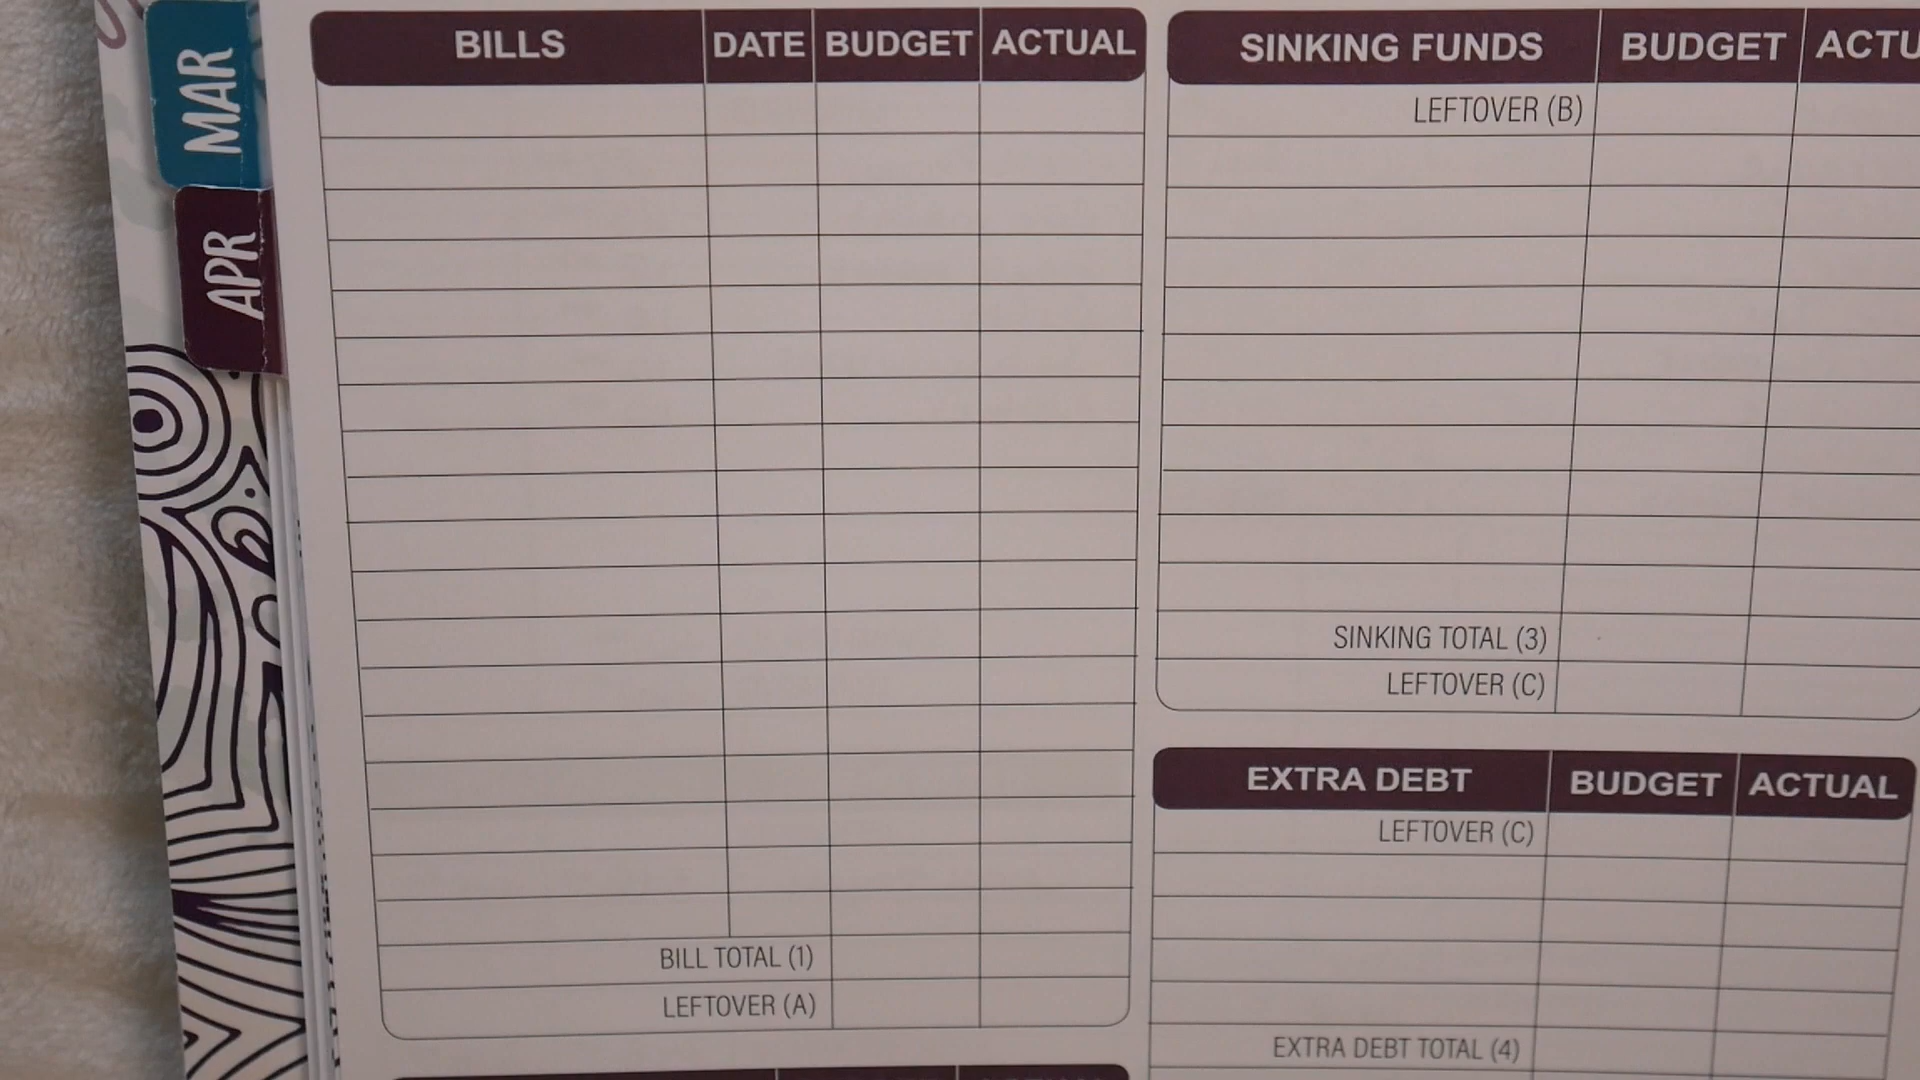 MAR
APR
BILLS DATE BUDGET ACTUAL
BILL TOTAL (1)
LEFTOVER (A)
SINKING FUNDS BUDGET ACTU
LEFTOVER (B)
SINKING TOTAL (3)
LEFTOVER (C)
EXTRA DEBT BUDGET ACTUAL
LEFTOVER (C)
EXTRA DEBT TOTAL (4)